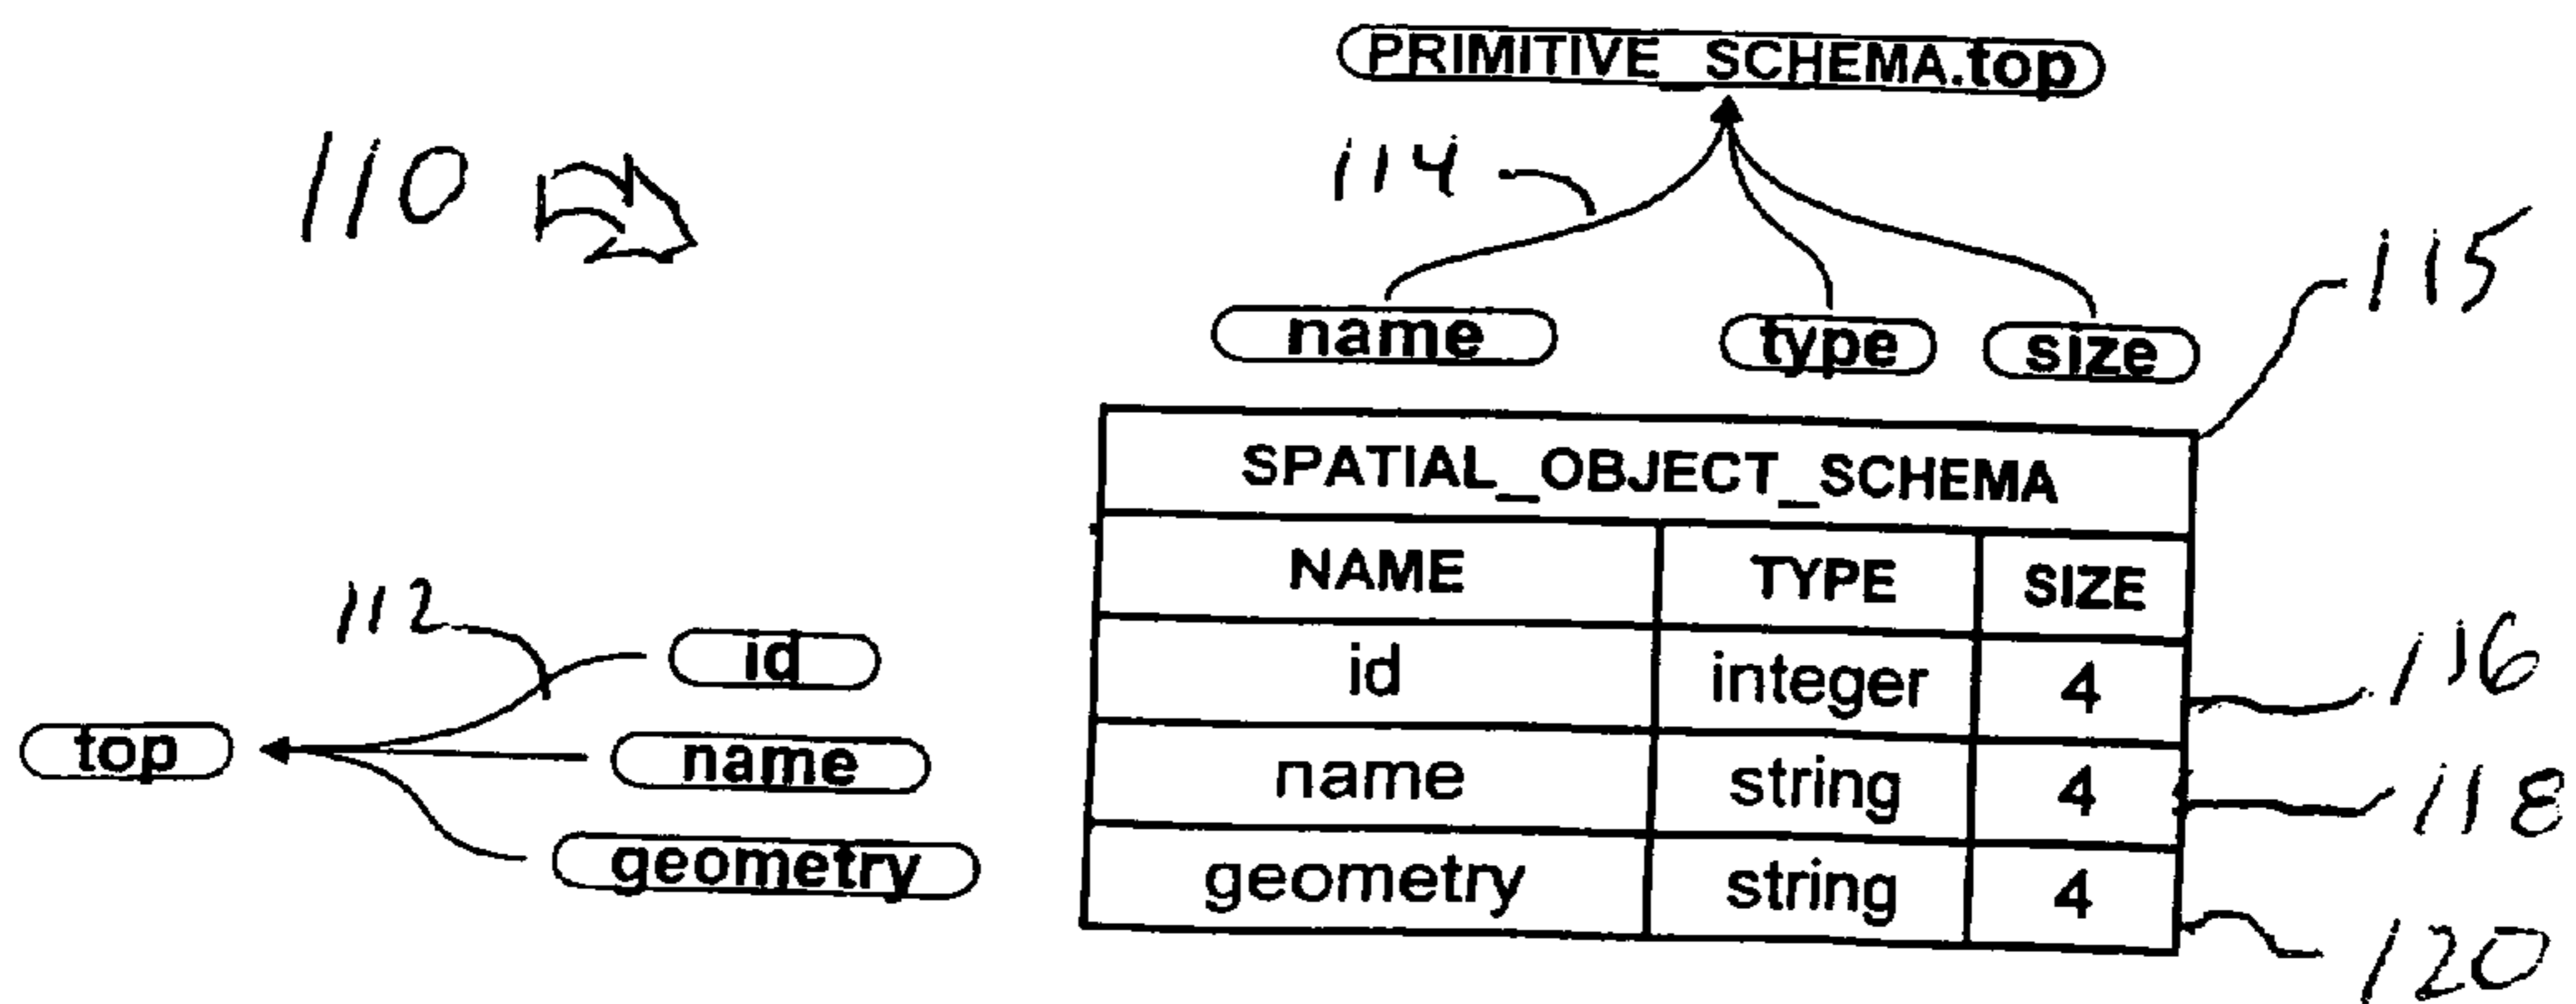 PRIMITIVE_SCHEMA.top
110
114
name type size
115
SPATIAL_OBJECT_SCHEMA
NAME TYPE SIZE
112
id
id integer 4
116
top
name
name string 4
118
geometry
geometry string 4
120